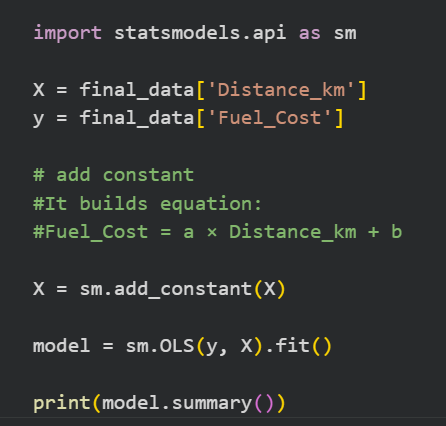 import statsmodels.api as sm
X = final_data['Distance_km']
y = final_data['Fuel_Cost']
# add constant
#It builds equation:
#Fuel_Cost = a × Distance_km + b
X = sm.add_constant(X)
model = sm.OLS(y, X).fit()
print(model.summary())